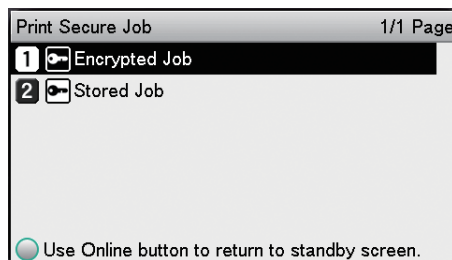 Print Secure Job 1/1 Page
1 Encrypted Job
2 Stored Job
Use Online button to return to standby screen.